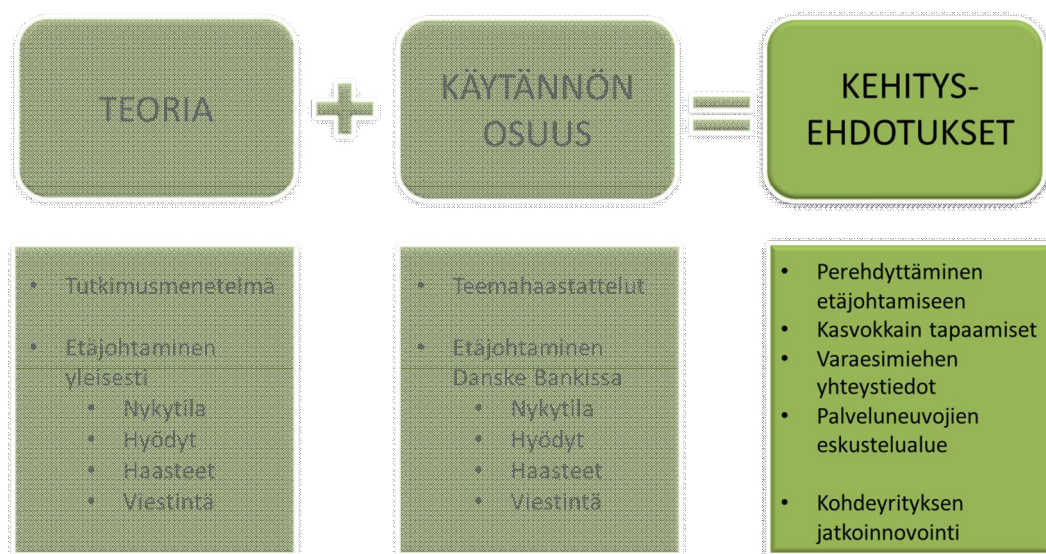 TEORIA
+
KÄYTÄNNÖN
OSUUS
=
KEHITYS-
EHDOTUKSET
• Tutkimusmenetelmä
• Etäjohtaminen
yleisesti
• Nykytila
• Hyödyt
• Haasteet
• Viestintä
• Teemahaastattelut
• Etäjohtaminen
Danske Bankissa
• Nykytila
• Hyödyt
• Haasteet
• Viestintä
• Perehdyttäminen
etäjohtamiseen
• Kasvokkain tapaamiset
• Varaesimiehen
yhteystiedot
• Palveluneuvojien
eskustelualue
• Kohdeyrityksen
jatkoinnovointi